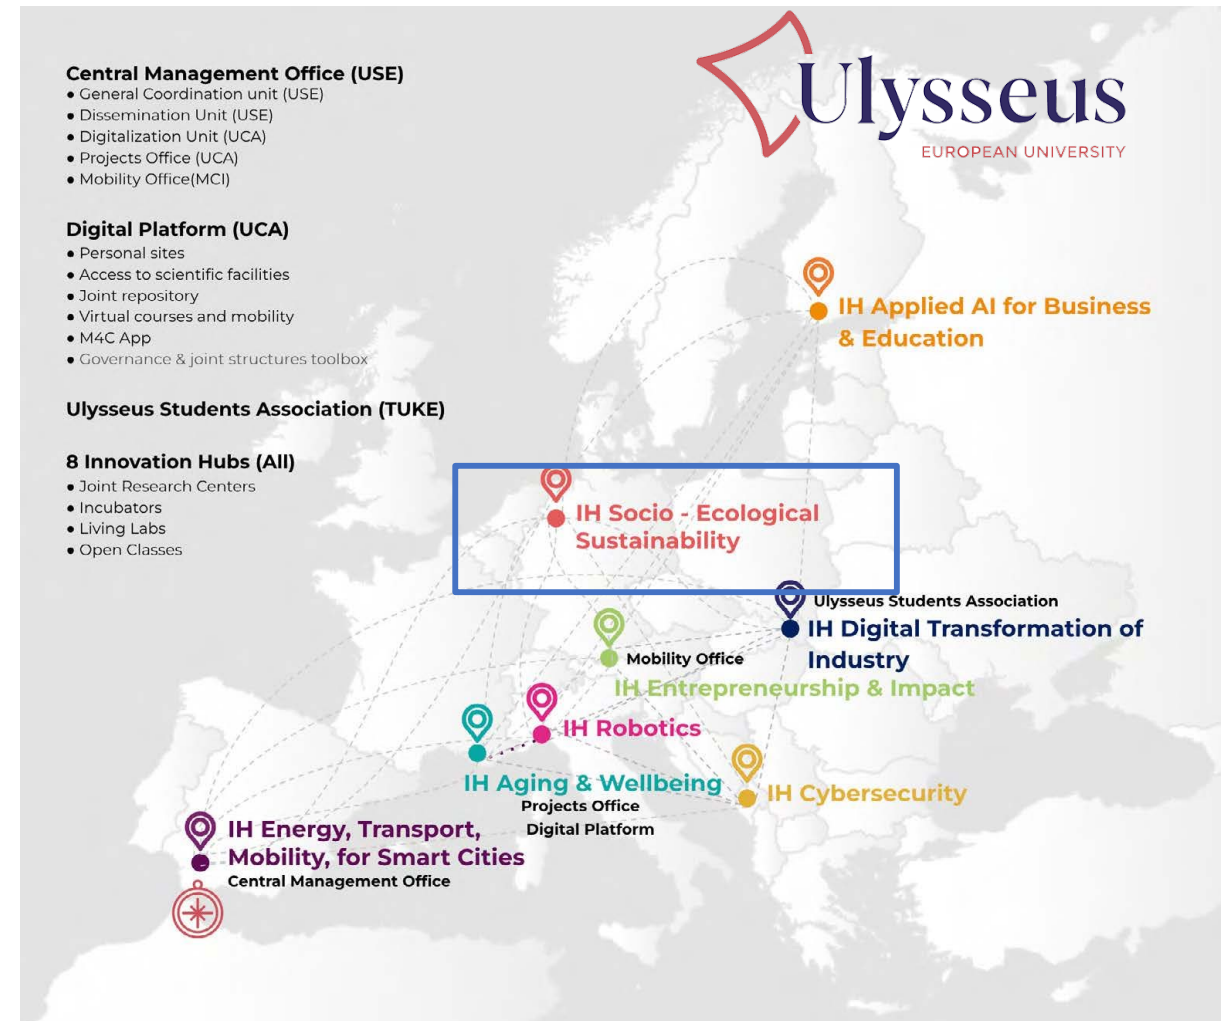 Ulysseus
EUROPEAN UNIVERSITY
Central Management Office (USE)
• General Coordination unit (USE)
• Dissemination Unit (USE)
• Digitalization Unit (UCA)
• Projects Office (UCA)
• Mobility Office(MCI)
Digital Platform (UCA)
• Personal sites
• Access to scientific facilities
• Joint repository
• Virtual courses and mobility
• M4C App
• Governance & joint structures toolbox
Ulysseus Students Association (TUKE)
8 Innovation Hubs (All)
• Joint Research Centers
• Incubators
• Living Labs
• Open Classes
IH Applied AI for Business
& Education
IH Socio - Ecological
Sustainability
Ulysseus Students Association
IH Digital Transformation of
Industry
Mobility Office
IH Entrepreneurship & Impact
IH Robotics
IH Aging & Wellbeing
Projects Office
Digital Platform
IH Cybersecurity
IH Energy, Transport,
Mobility, for Smart Cities
Central Management Office